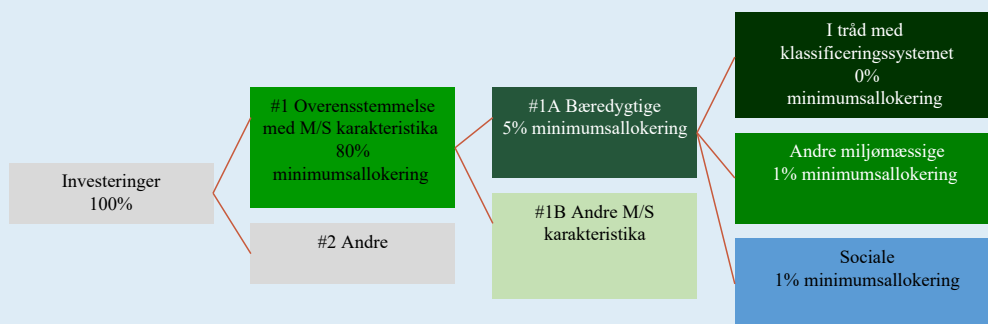 Investeringer
100%
#1 Overensstemmelse
med M/S karakteristika
80%
minimumsallokering
#2 Andre
#1A Bæredygtige
5% minimumsallokering
#1B Andre M/S
karakteristika
I tråd med
klassificeringssystemet
0%
minimumsallokering
Andre miljømæssige
1% minimumsallokering
Sociale
1% minimumsallokering